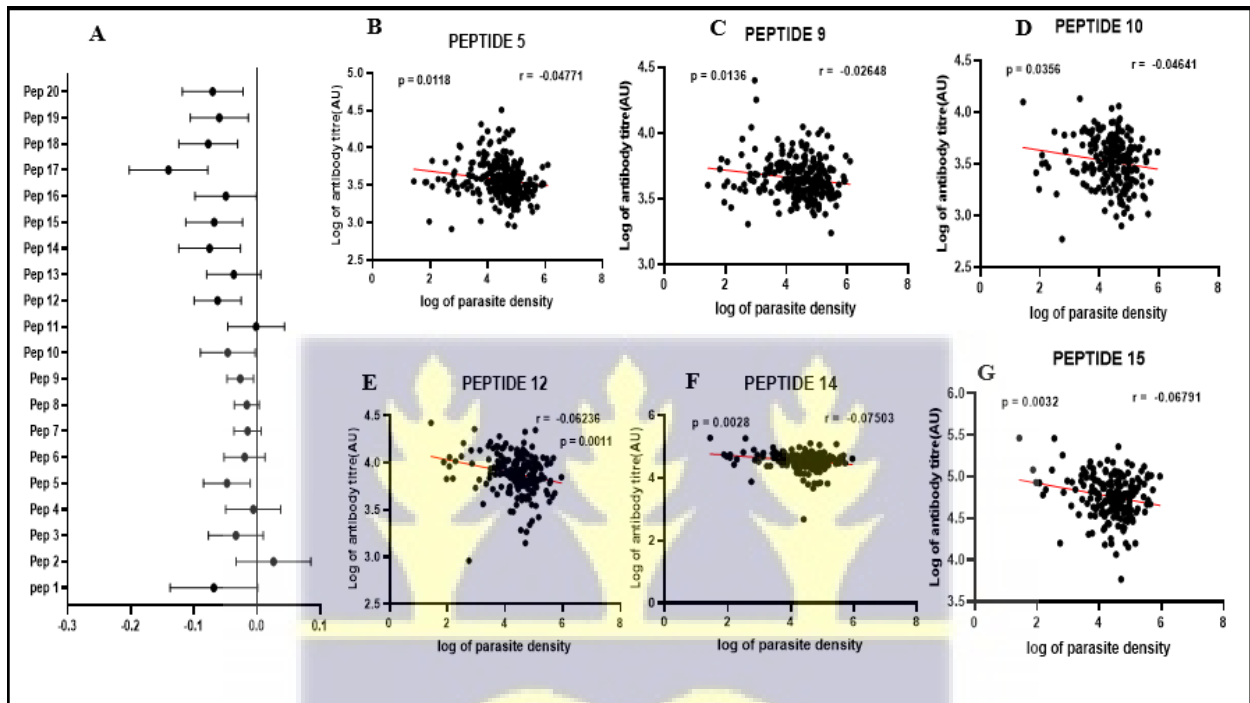 A
Pep 20
Pep 19
Pep 18
Pep 17
Pep 16
Pep 15
Pep 14
Pep 13
Pep 12
Pep 11
Pep 10
Pep 9
Pep 8
Pep 7
Pep 6
Pep 5
Pep 4
Pep 3
Pep 2
pep 1
-0.3 -0.2 -0.1 0.0 0.1
B
PEPTIDE 5
p = 0.0118 r = -0.04771
Log of antibody titre(AU)
5.0
4.5
4.0
3.5
3.0
2.5
0 2 4 6 8
log of parasite density
C
PEPTIDE 9
p = 0.0136 r = -0.02648
Log of antibody titre(AU)
4.5
4.0
3.5
3.0
0 2 4 6 8
log of parasite density
D
PEPTIDE 10
p = 0.0356 r = -0.04641
Log of antibody titre(AU)
4.5
4.0
3.5
3.0
2.5
0 2 4 6 8
log of parasite density
E
PEPTIDE 12
r = -0.06236
p = 0.0011
Log of antibody titre(AU)
4.5
4.0
3.5
3.0
2.5
0 2 4 6 8
log of parasite density
F
PEPTIDE 14
p = 0.0028 r = -0.07503
Log of antibody titre(AU)
6
4
2
0
0 2 4 6 8
log of parasite density
G
PEPTIDE 15
p = 0.0032 r = -0.06791
Log of antibody titre(AU)
6.0
5.5
5.0
4.5
4.0
3.5
0 2 4 6 8
log of parasite density